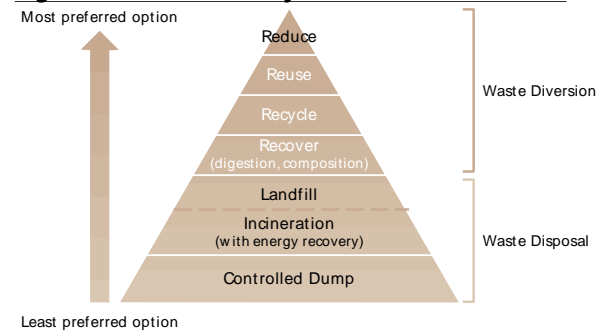 Most preferred option
Reduce
Reuse
Recycle
Recover
(digestion, composition)
Waste Diversion
Landfill
Incineration
(with energy recovery)
Controlled Dump
Waste Disposal
Least preferred option